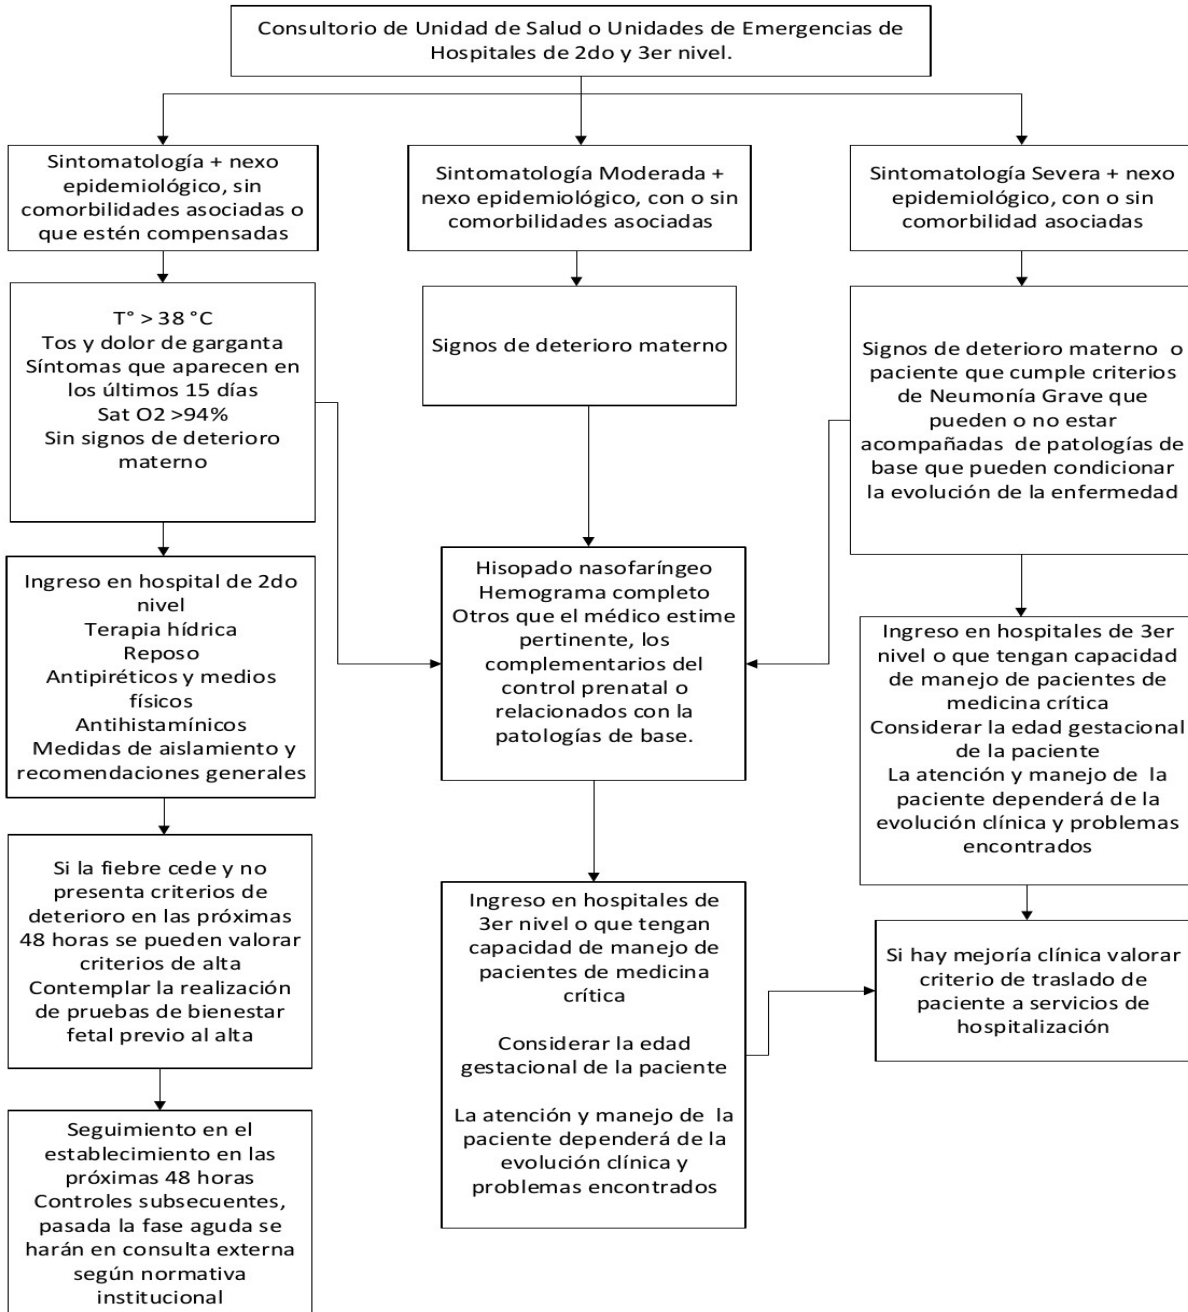 Consultorio de Unidad de Salud o Unidades de Emergencias de
Hospitales de 2do y 3er nivel.
Sintomatología + nexo
epidemiológico, sin
comorbilidades asociadas o
que estén compensadas
Sintomatología Moderada +
nexo epidemiológico, con o sin
comorbilidades asociadas
Sintomatología Severa + nexo
epidemiológico, con o sin
comorbilidad asociadas
T° > 38 °C
Tos y dolor de garganta
Síntomas que aparecen en
los últimos 15 días
Sat O2 >94%
Sin signos de deterioro
materno
Signos de deterioro materno
Signos de deterioro materno o
paciente que cumple criterios
de Neumonía Grave que
pueden o no estar
acompañadas de patologías de
base que pueden condicionar
la evolución de la enfermedad
Ingreso en hospital de 2do
nivel
Terapia hídrica
Reposo
Antipiréticos y medios
físicos
Antihistamínicos
Medidas de aislamiento y
recomendaciones generales
Hisopado nasofaríngeo
Hemograma completo
Otros que el médico estime
pertinente, los
complementarios del
control prenatal o
relacionados con la
patologías de base.
Ingreso en hospitales de 3er
nivel o que tengan capacidad
de manejo de pacientes de
medicina crítica
Considerar la edad gestacional
de la paciente
La atención y manejo de la
paciente dependerá de la
evolución clínica y problemas
encontrados
Si la fiebre cede y no
presenta criterios de
deterioro en las próximas
48 horas se pueden valorar
criterios de alta
Contemplar la realización
de pruebas de bienestar
fetal previo al alta
Ingreso en hospitales de
3er nivel o que tengan
capacidad de manejo de
pacientes de medicina
crítica
Considerar la edad
gestacional de la paciente
La atención y manejo de la
paciente dependerá de la
evolución clínica y
problemas encontrados
Si hay mejoría clínica valorar
criterio de traslado de
paciente a servicios de
hospitalización
Seguimiento en el
establecimiento en las
próximas 48 horas
Controles subsecuentes,
pasada la fase aguda se
harán en consulta externa
según normativa
institucional